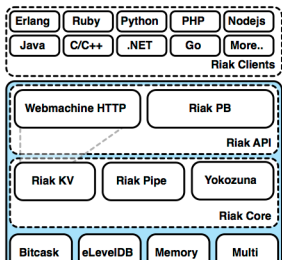 Erlang Ruby Python PHP Nodejs
Java C/C++ .NET Go More..
Riak Clients
Webmachine HTTP Riak PB
Riak API
Riak KV Riak Pipe Yokozuna
Riak Core
Bitcask eLevelDB Memory Multi